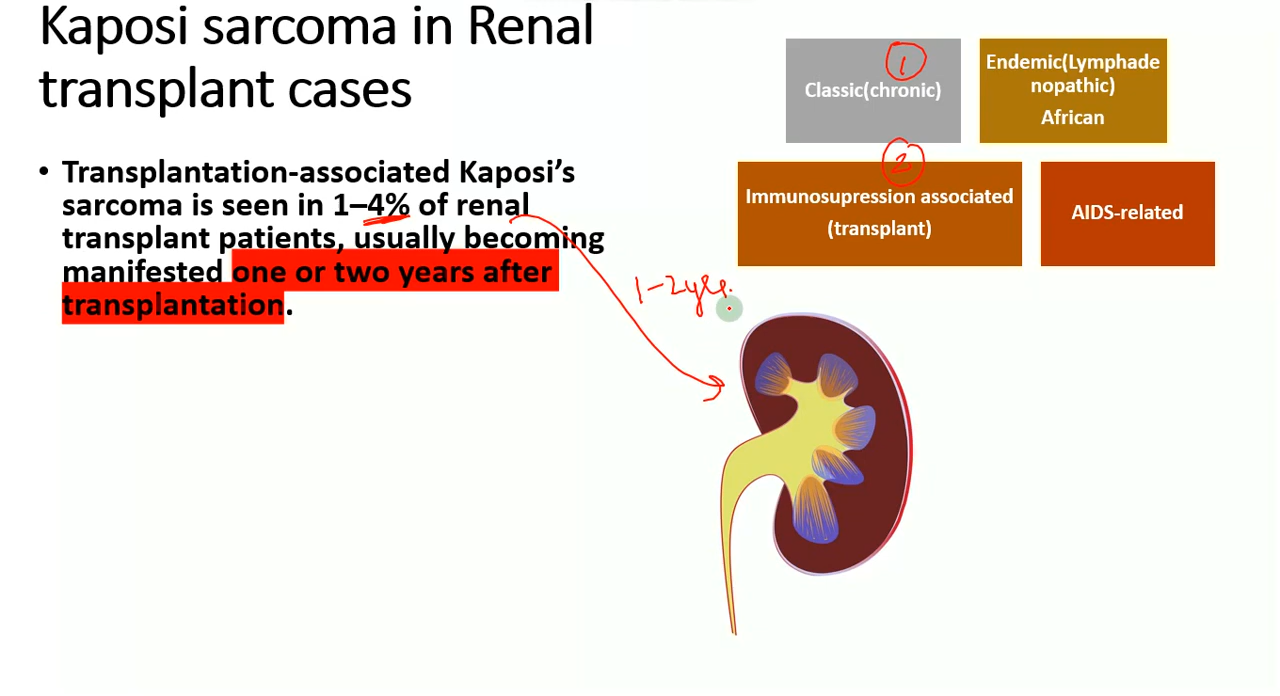 Kaposi sarcoma in Renal
transplant cases
• Transplantation-associated Kaposi's
sarcoma is seen in 1–4% of renal
transplant patients, usually becoming
manifested one or two years after
transplantation.
1
Classic(chronic)
Endemic(Lymphade
nopathic)
African
2
Immunosupression associated
(transplant)
AIDS-related
1-2yrs.